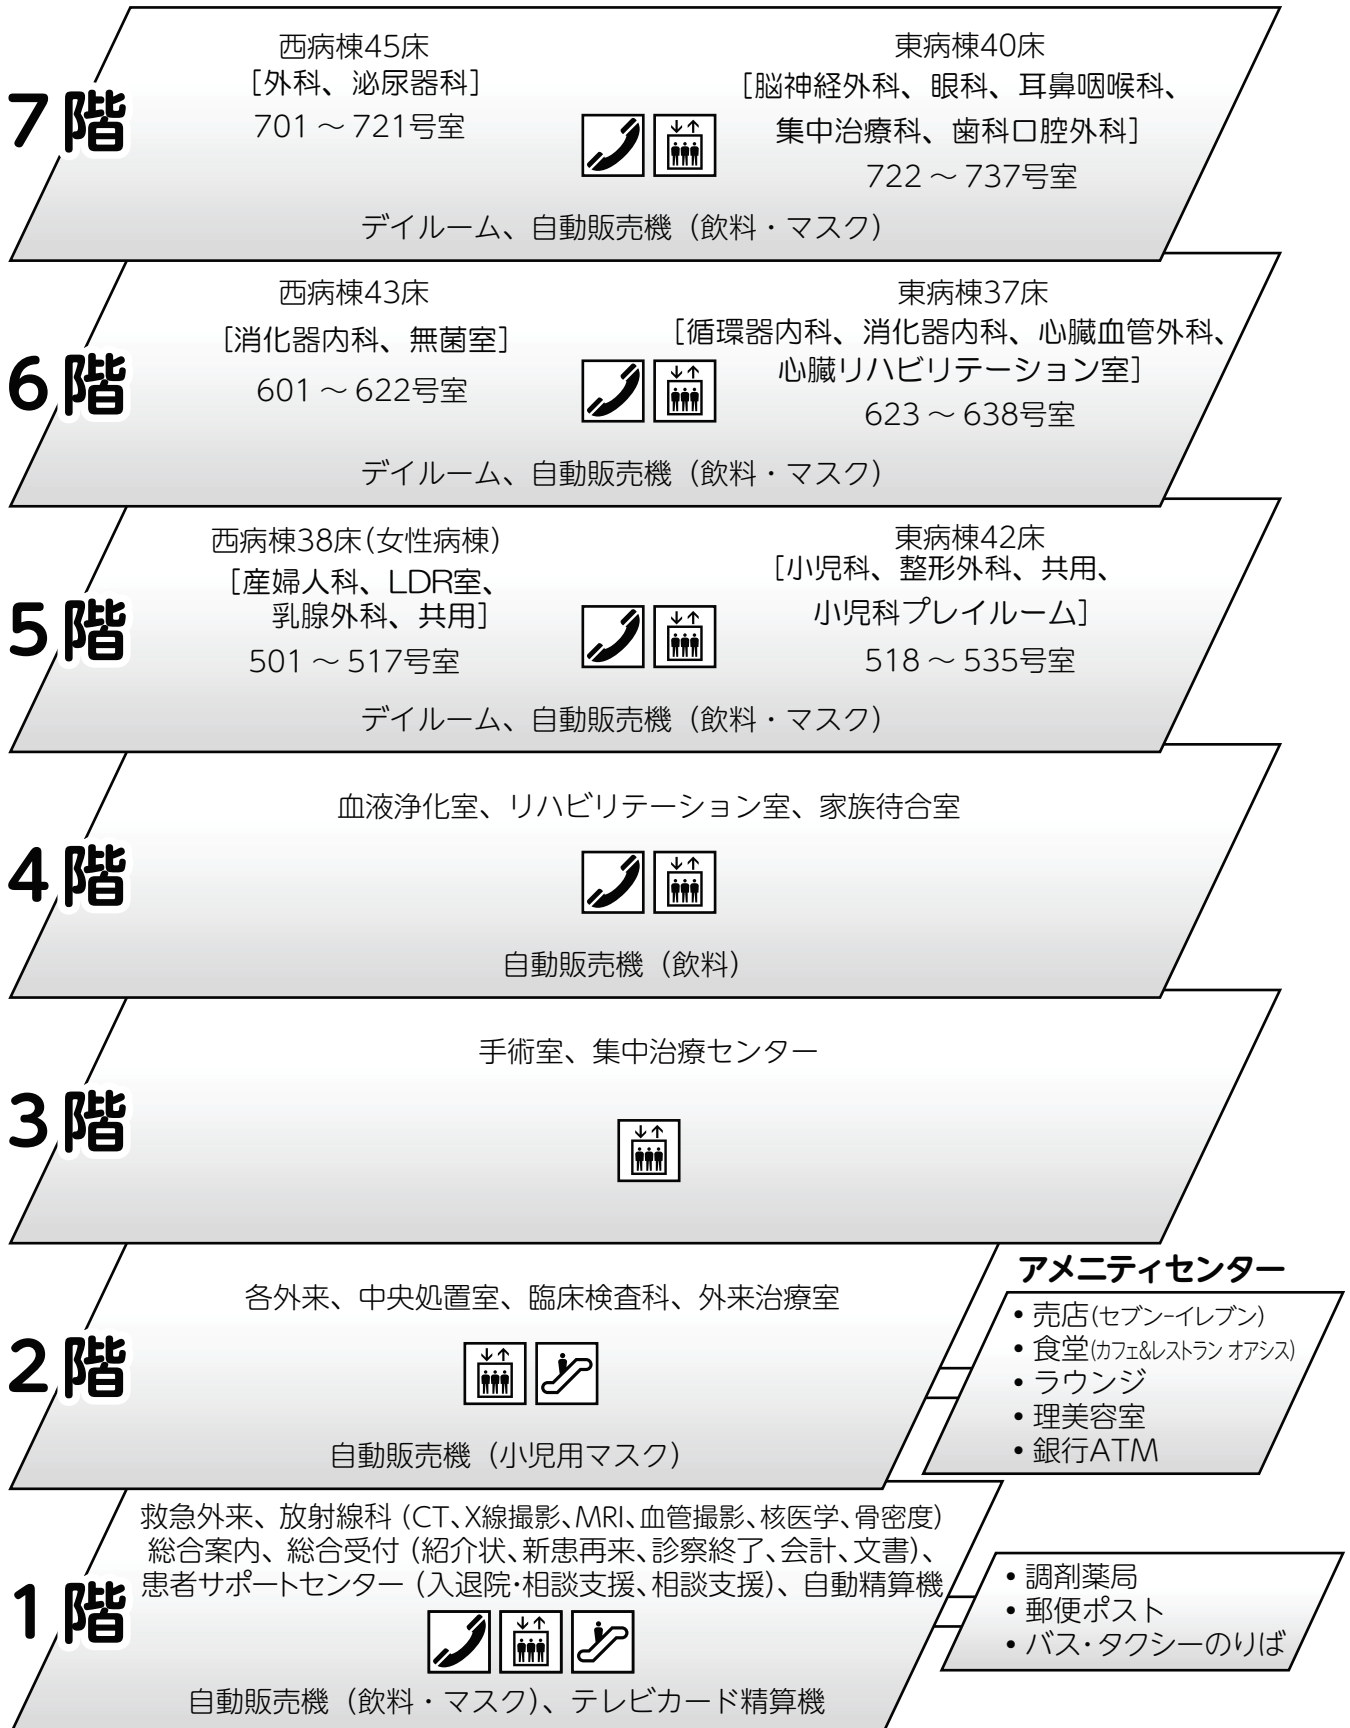 7階
西病棟45床
[外科、泌尿器科]
701～721号室
東病棟40床
[脳神経外科、眼科、耳鼻咽喉科、
集中治療科、歯科口腔外科]
722～737号室
デイルーム、自動販売機（飲料・マスク）
6階
西病棟43床
[消化器内科、無菌室]
601～622号室
東病棟37床
[循環器内科、消化器内科、心臓血管外科、
心臓リハビリテーション室]
623～638号室
デイルーム、自動販売機（飲料・マスク）
5階
西病棟38床(女性病棟)
[産婦人科、LDR室、
乳腺外科、共用]
501～517号室
東病棟42床
[小児科、整形外科、共用、
小児科プレイルーム]
518～535号室
デイルーム、自動販売機（飲料・マスク）
4階
血液浄化室、リハビリテーション室、家族待合室
自動販売機（飲料）
3階
手術室、集中治療センター
2階
各外来、中央処置室、臨床検査科、外来治療室
自動販売機（小児用マスク）
アメニティセンター
• 売店(セブン-イレブン)
• 食堂(カフェ&レストラン オアシス)
• ラウンジ
• 理美容室
• 銀行ATM
1階
救急外来、放射線科（CT、X線撮影、MRI、血管撮影、核医学、骨密度）
総合案内、総合受付（紹介状、新患再来、診察終了、会計、文書）、
患者サポートセンター（入退院・相談支援、相談支援）、自動精算機
自動販売機（飲料・マスク）、テレビカード精算機
• 調剤薬局
• 郵便ポスト
• バス・タクシーのりば